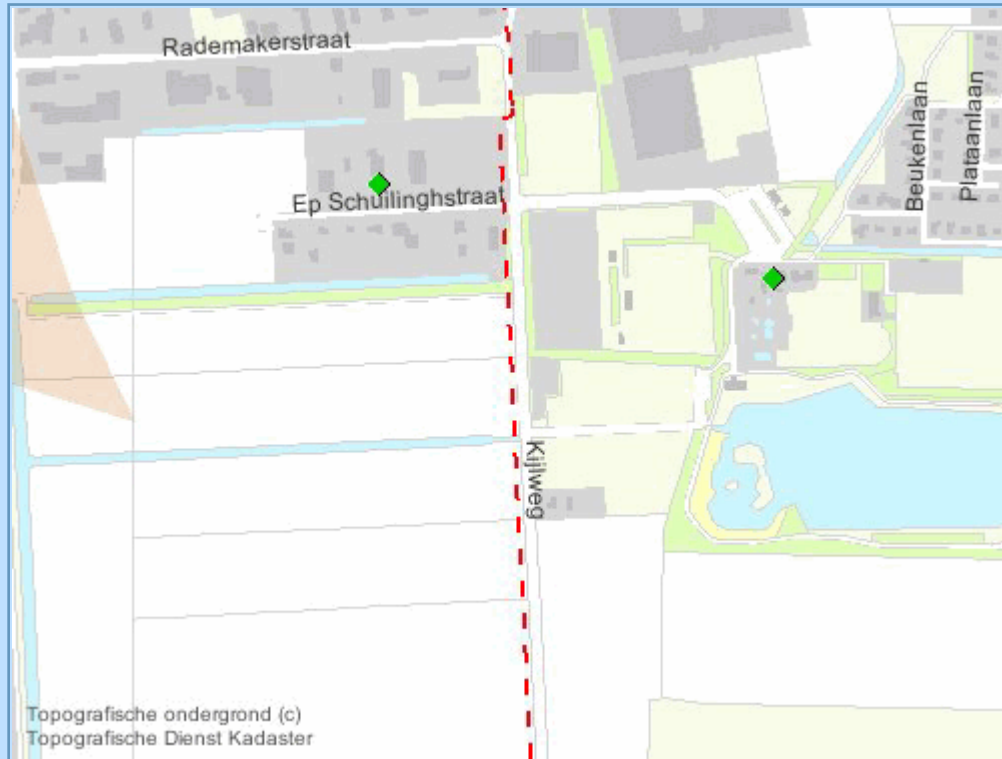 Rademakerstraat
Ep Schuilinghstraat
Beukenlaan
Plataanlaan
Kijlweg
Topografische ondergrond (c)
Topografische Dienst Kadaster